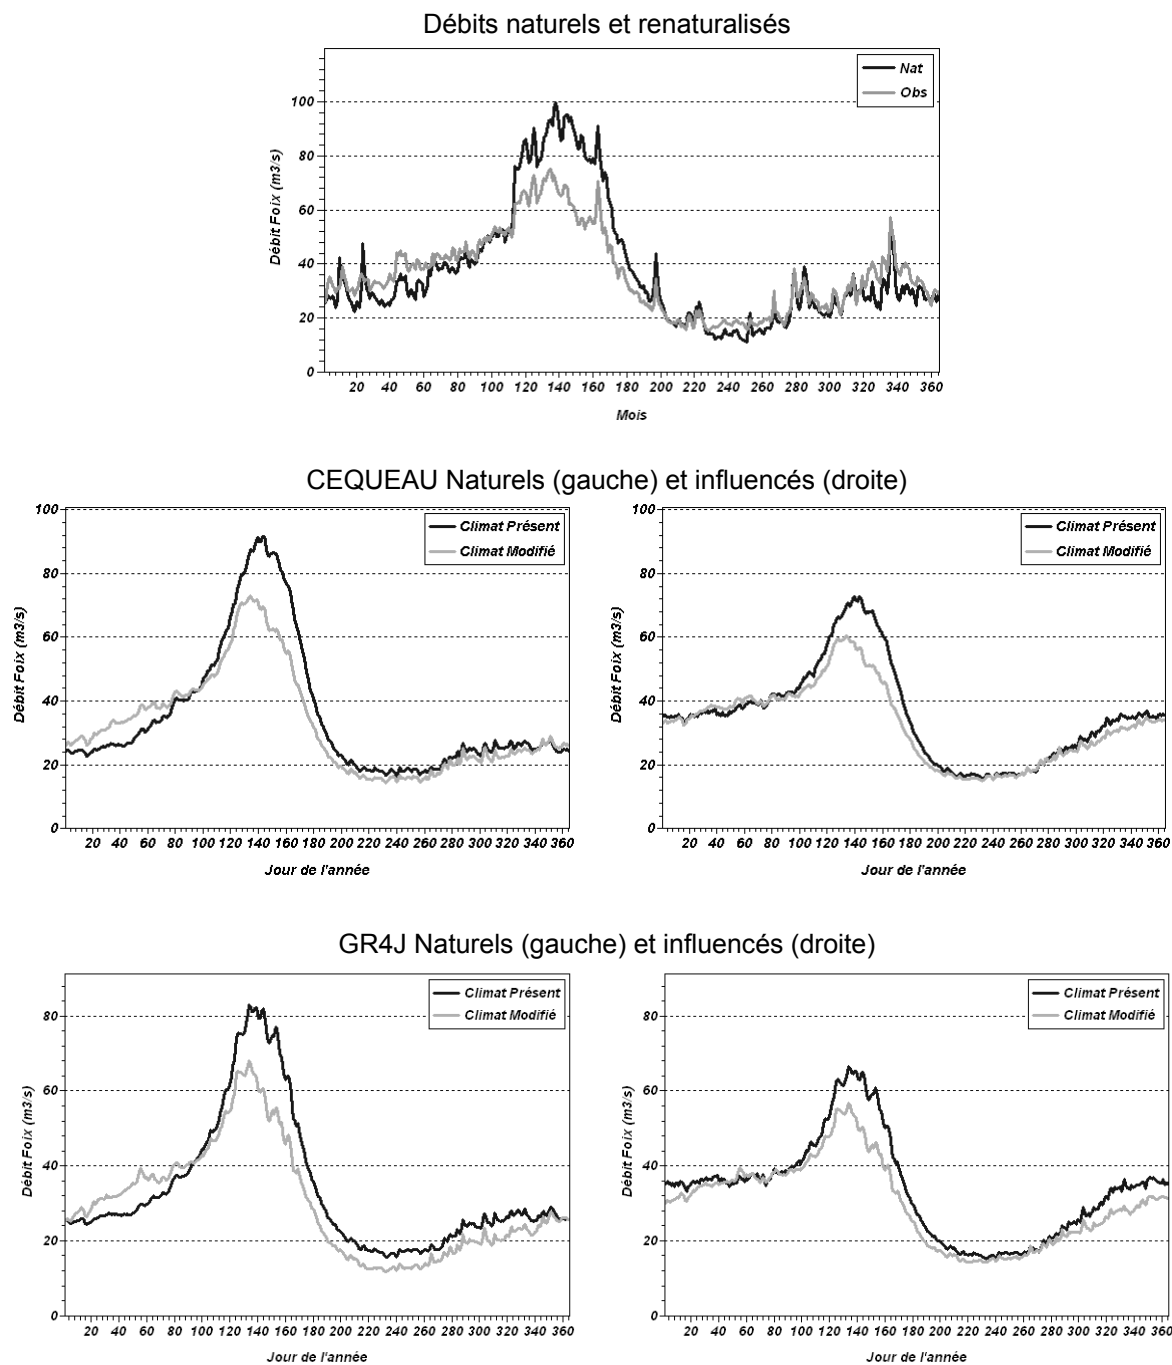 Débits naturels et renaturalisés
Nat
Obs
Débit Foix (m3/s)
100
80
60
40
20
0
20 40 60 80 100 120 140 160 180 200 220 240 260 280 300 320 340 360
Mois
CEQUEAU Naturels (gauche) et influencés (droite)
Climat Présent
Climat Modifié
Débit Foix (m3/s)
100
80
60
40
20
0
20 40 60 80 100 120 140 160 180 200 220 240 260 280 300 320 340 360
Jour de l'année
Climat Présent
Climat Modifié
Débit Foix (m3/s)
100
80
60
40
20
0
20 40 60 80 100 120 140 160 180 200 220 240 260 280 300 320 340 360
Jour de l'année
GR4J Naturels (gauche) et influencés (droite)
Climat Présent
Climat Modifié
Débit Foix (m3/s)
80
60
40
20
0
20 40 60 80 100 120 140 160 180 200 220 240 260 280 300 320 340 360
Jour de l'année
Climat Présent
Climat Modifié
Débit Foix (m3/s)
80
60
40
20
0
20 40 60 80 100 120 140 160 180 200 220 240 260 280 300 320 340 360
Jour de l'année